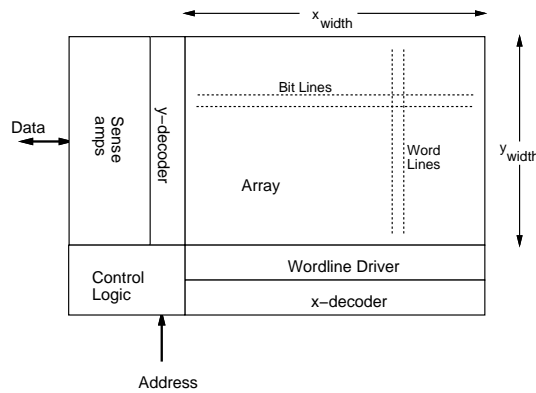 x width
Bit Lines
Data
Sense
amps
y-decoder
Word
Lines
y width
Array
Control
Logic
Wordline Driver
x-decoder
Address